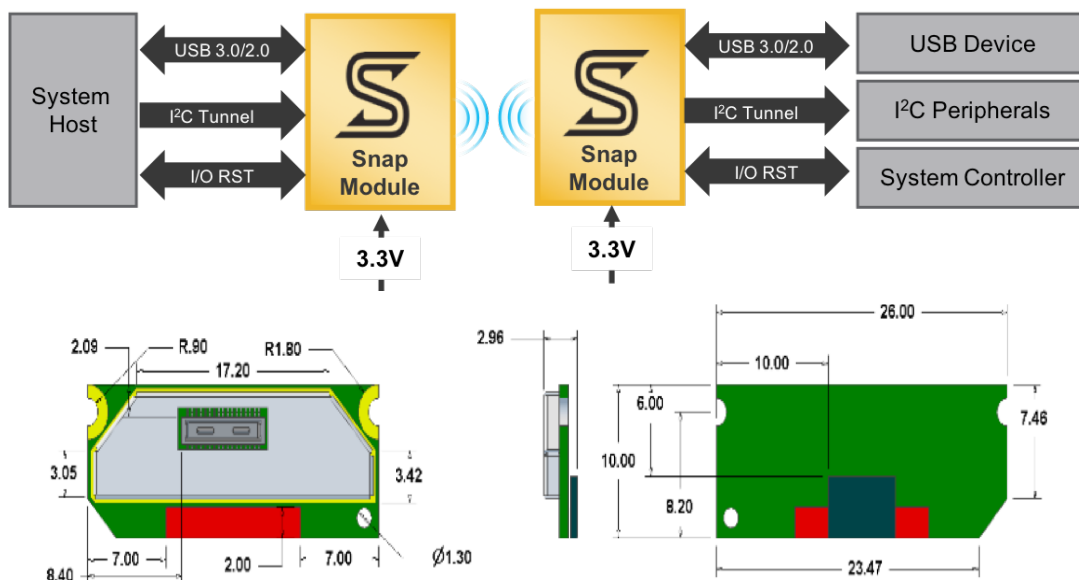 System
Host
USB 3.0/2.0
I²C Tunnel
I/O RST
Snap
Module
3.3V
Snap
Module
3.3V
USB 3.0/2.0
I²C Tunnel
I/O RST
USB Device
I²C Peripherals
System Controller
2.09
R.90
17.20
R1.80
3.05
3.42
7.00
2.00
7.00
Ø1.30
8.40
2.96
26.00
10.00
6.00
10.00
8.20
7.46
23.47